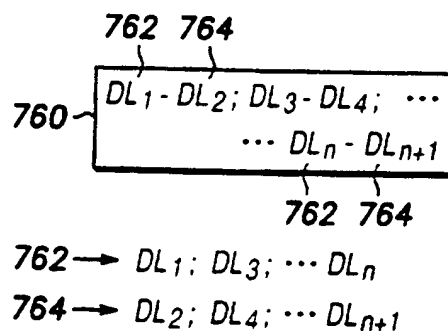 762 764
DL₁ - DL₂; DL₃ - DL₄; ...
760
... DLₙ - DLₙ₊₁
762 764
762 → DL₁; DL₃; ... DLₙ
764 → DL₂; DL₄; ... DLₙ₊₁